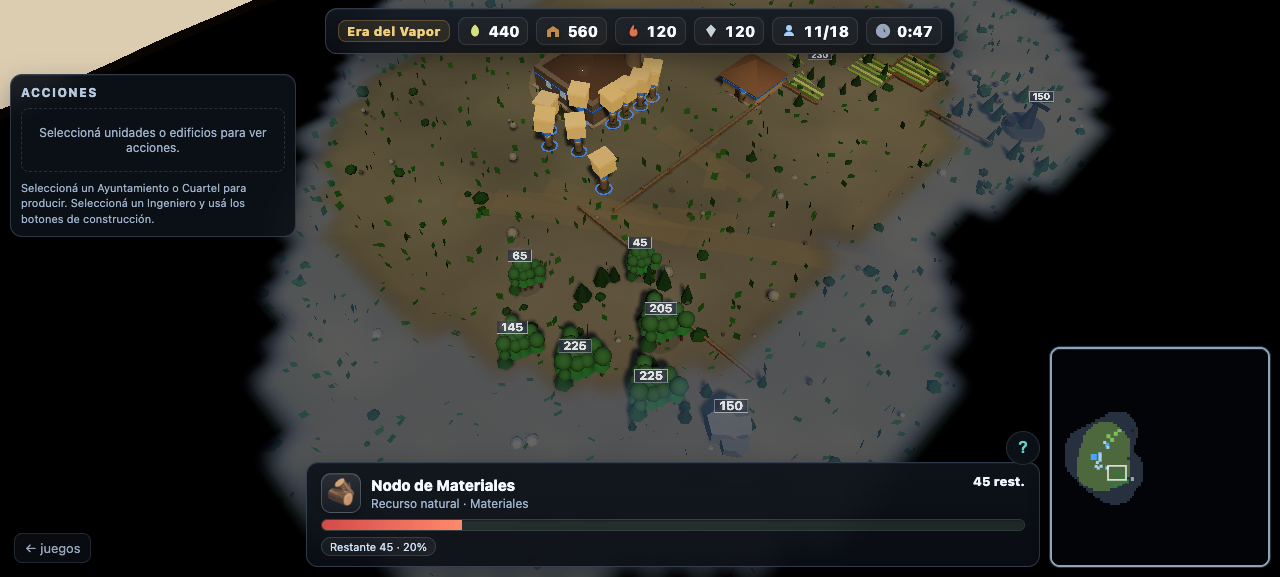 Era del Vapor 440 560 120 120 11/18 0:47
ACCIONES
Seleccioná unidades o edificios para ver
acciones.
Seleccioná un Ayuntamiento o Cuartel para
producir. Seleccioná un Ingeniero y usá los
botones de construcción.
230
150
45
65
205
145
225
225
150
?
Nodo de Materiales
45 rest.
Recurso natural · Materiales
Restante 45 · 20%
← juegos